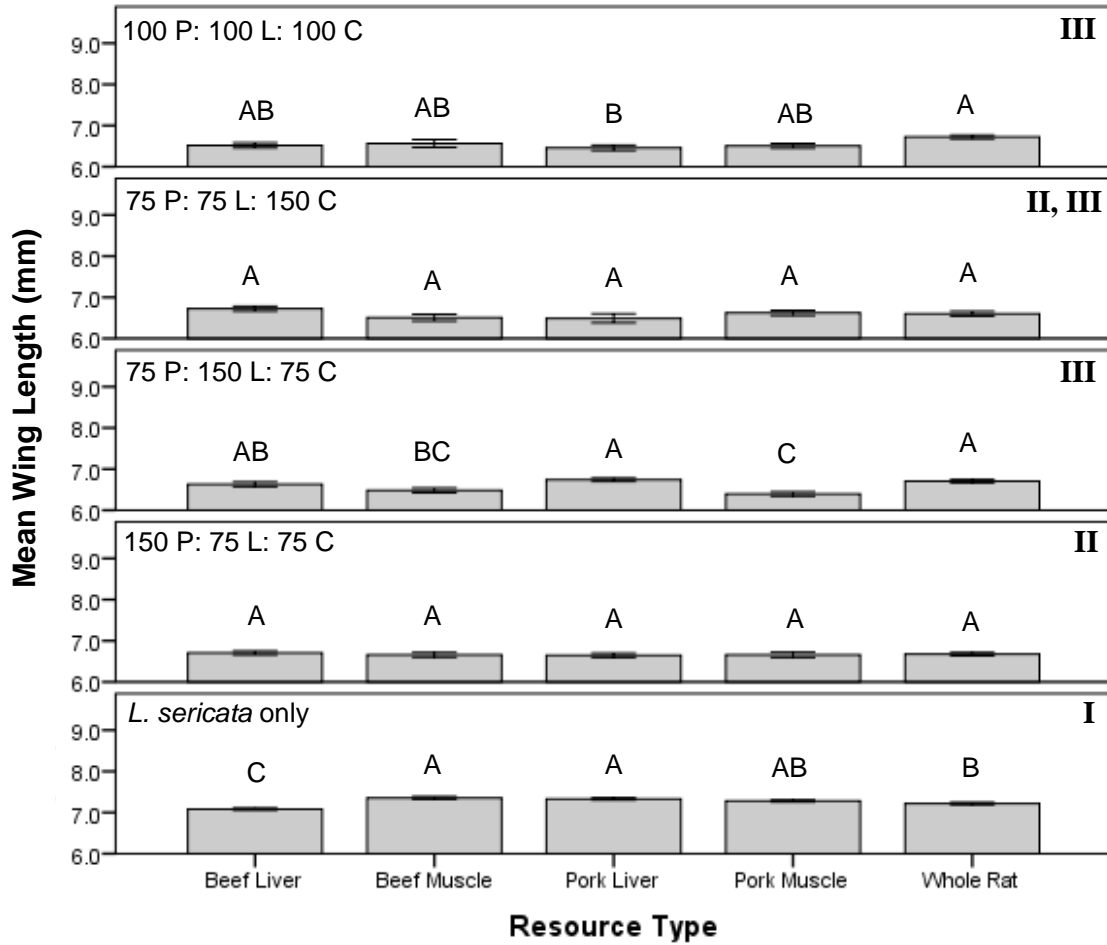 Mean Wing Length (mm)
100 P: 100 L: 100 C III
9.0
8.0
7.0
6.0
AB AB B AB A
75 P: 75 L: 150 C II, III
9.0
8.0
7.0
6.0
A A A A A
75 P: 150 L: 75 C III
9.0
8.0
7.0
6.0
AB BC A C A
150 P: 75 L: 75 C II
9.0
8.0
7.0
6.0
A A A A A
L. sericata only I
9.0
8.0
7.0
6.0
C A A AB B
Beef Liver Beef Muscle Pork Liver Pork Muscle Whole Rat
Resource Type